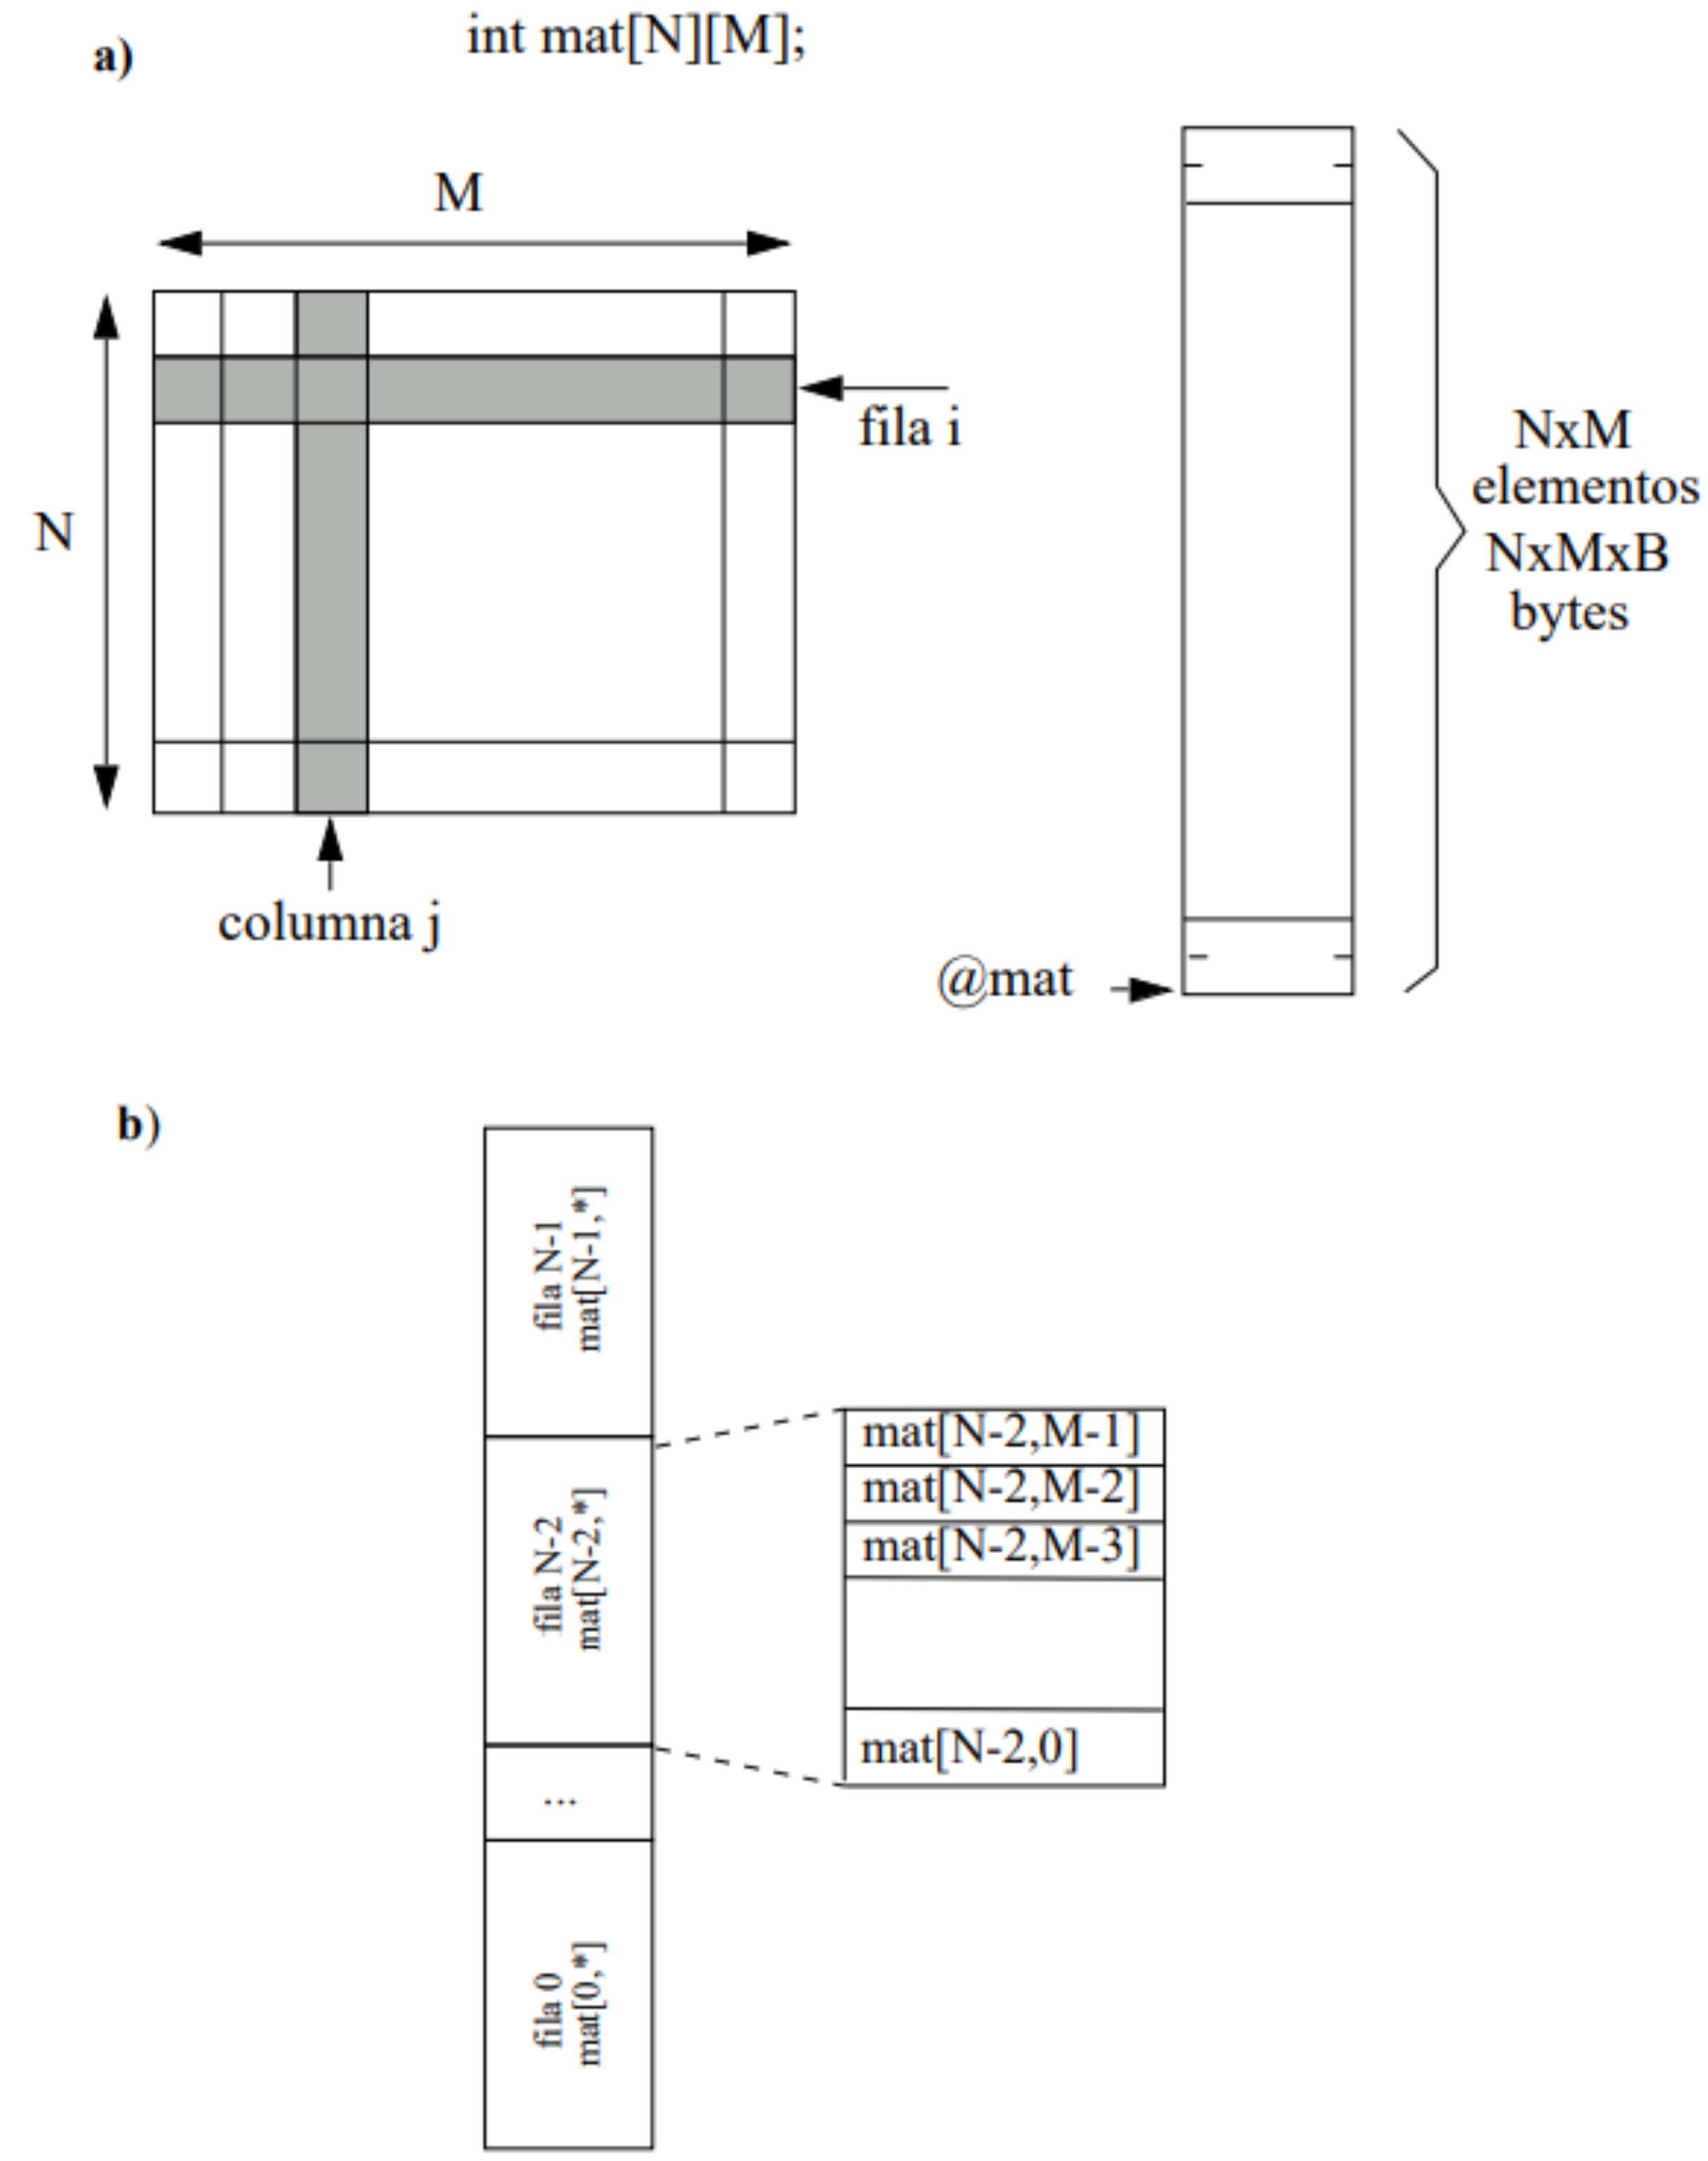 a)
int mat[N][M];
M
N
fila i
columna j
NxM
elementos
NxMxB
bytes
@mat
b)
fila N-1
mat[N-1,*]
fila N-2
mat[N-2,*]
mat[N-2,M-1]
mat[N-2,M-2]
mat[N-2,M-3]
mat[N-2,0]
...
fila 0
mat[0,*]